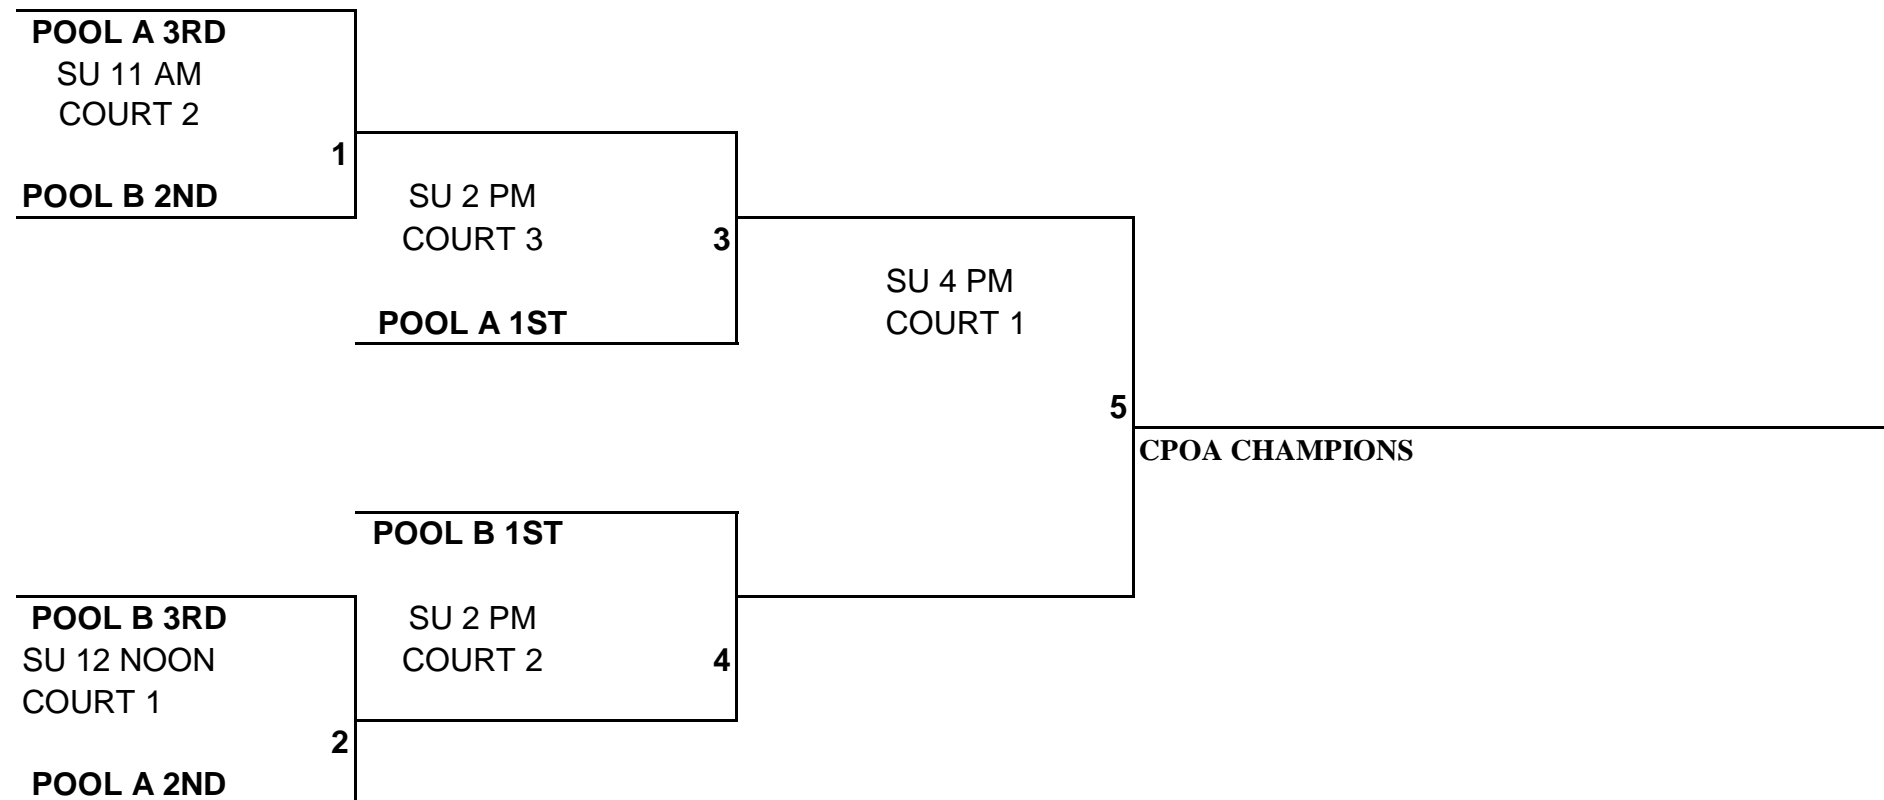 POOL A 3RD
SU 11 AM
COURT 2
1
POOL B 2ND
SU 2 PM
COURT 3
3
POOL A 1ST
SU 4 PM
COURT 1
5
CPOA CHAMPIONS
POOL B 1ST
SU 2 PM
COURT 2
4
POOL B 3RD
SU 12 NOON
COURT 1
2
POOL A 2ND